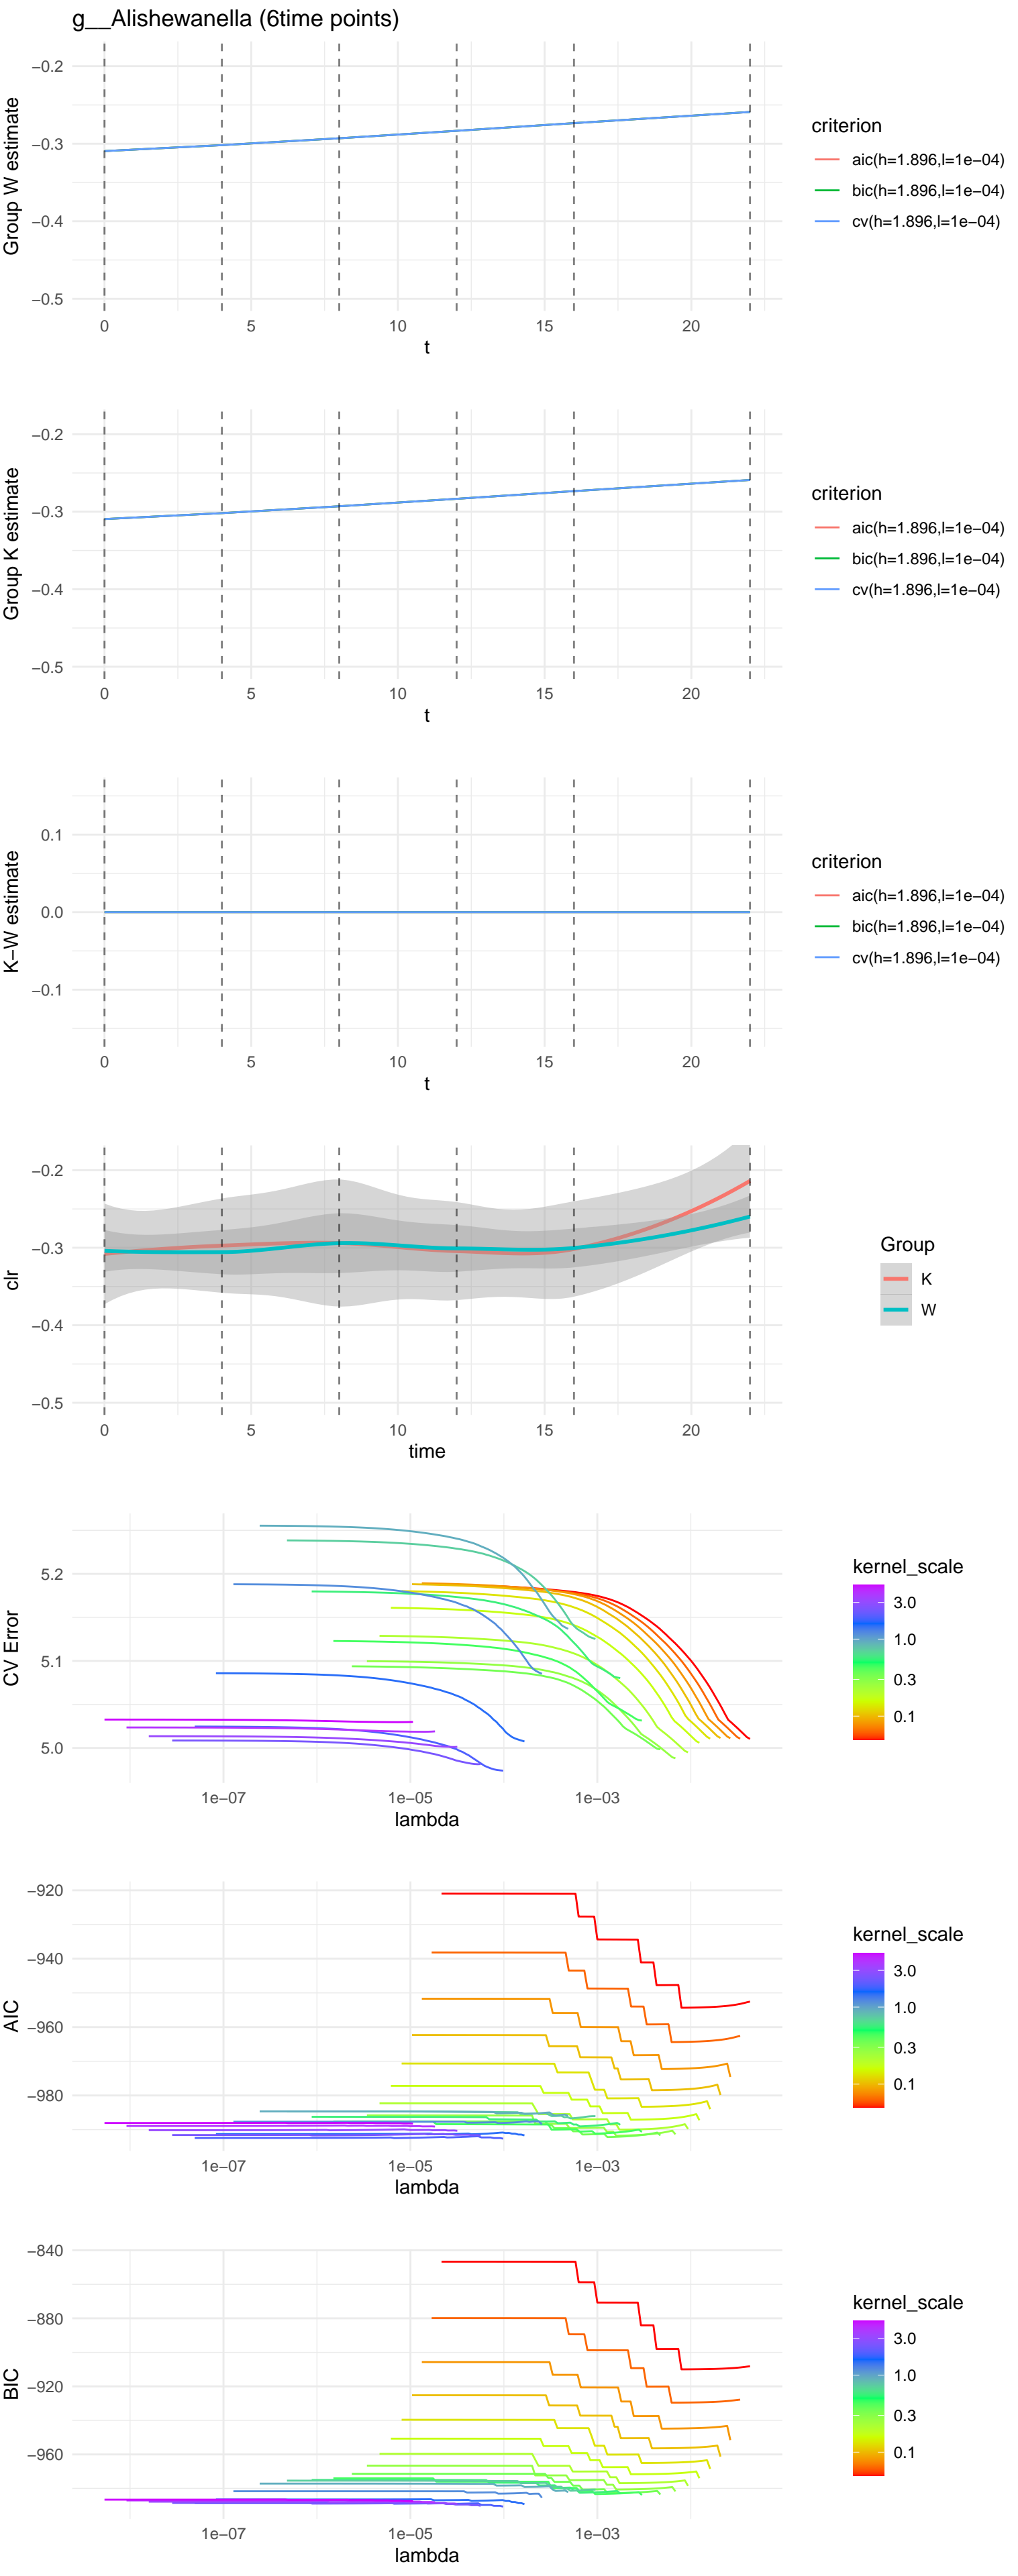 g__Alishewanella (6time points)
Group W estimate
−0.2
−0.3
−0.4
−0.5
0 5 10 15 20
t
criterion
aic(h=1.896,l=1e−04)
bic(h=1.896,l=1e−04)
cv(h=1.896,l=1e−04)
Group K estimate
−0.2
−0.3
−0.4
−0.5
0 5 10 15 20
t
criterion
aic(h=1.896,l=1e−04)
bic(h=1.896,l=1e−04)
cv(h=1.896,l=1e−04)
K−W estimate
0.1
0.0
−0.1
0 5 10 15 20
t
criterion
aic(h=1.896,l=1e−04)
bic(h=1.896,l=1e−04)
cv(h=1.896,l=1e−04)
clr
−0.2
−0.3
−0.4
−0.5
0 5 10 15 20
time
Group
K
W
CV Error
5.2
5.1
5.0
1e−07 1e−05 1e−03
lambda
kernel_scale
3.0
1.0
0.3
0.1
AIC
−920
−940
−960
−980
1e−07 1e−05 1e−03
lambda
kernel_scale
3.0
1.0
0.3
0.1
BIC
−840
−880
−920
−960
1e−07 1e−05 1e−03
lambda
kernel_scale
3.0
1.0
0.3
0.1